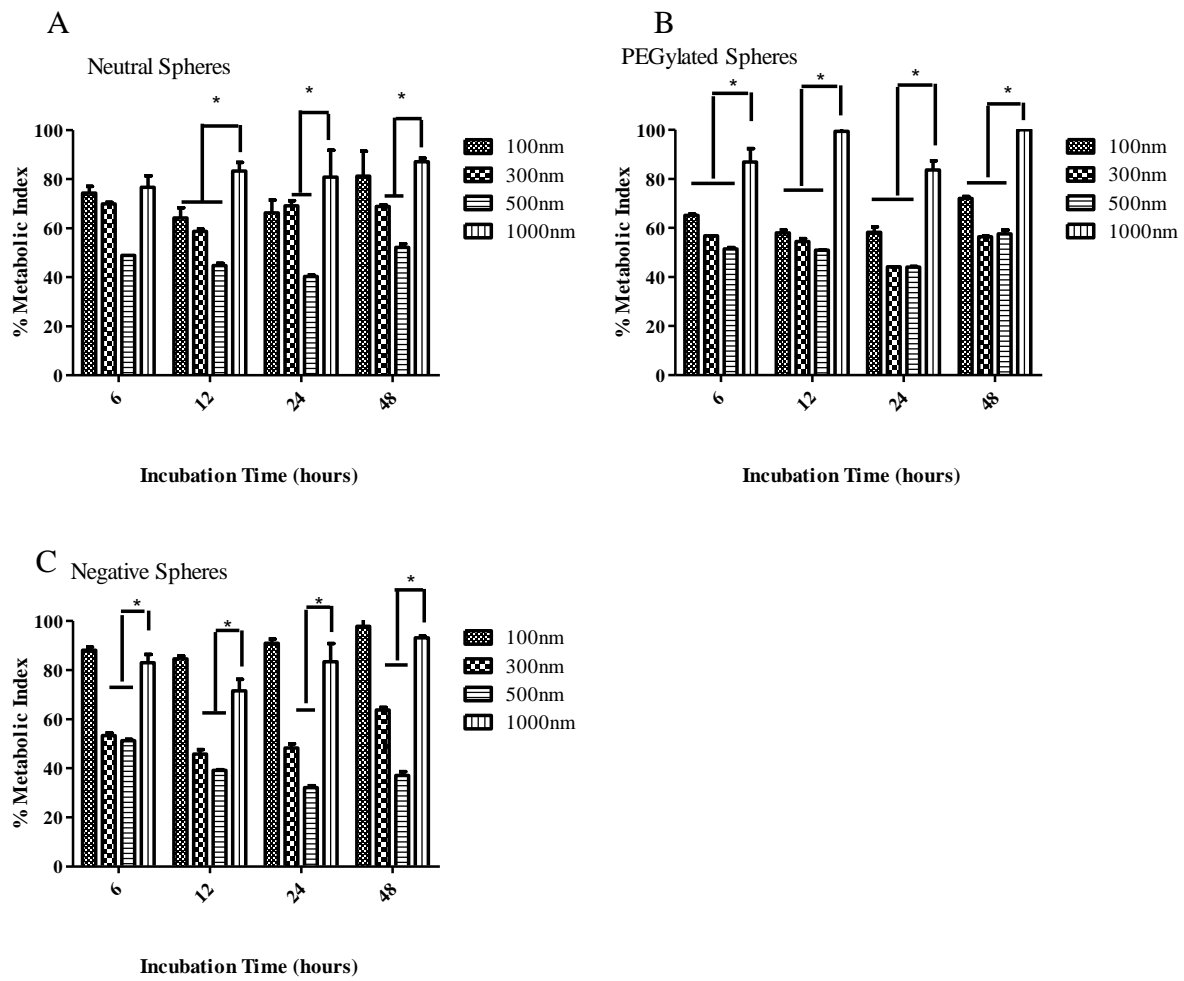 A
Neutral Spheres
*
*
*
100
80
60
40
20
0
% Metabolic Index
6
12
24
48
Incubation Time (hours)
100nm
300nm
500nm
1000nm
B
PEGylated Spheres
*
*
*
*
100
80
60
40
20
0
% Metabolic Index
6
12
24
48
Incubation Time (hours)
100nm
300nm
500nm
1000nm
C
Negative Spheres
*
*
*
*
100
80
60
40
20
0
% Metabolic Index
6
12
24
48
Incubation Time (hours)
100nm
300nm
500nm
1000nm